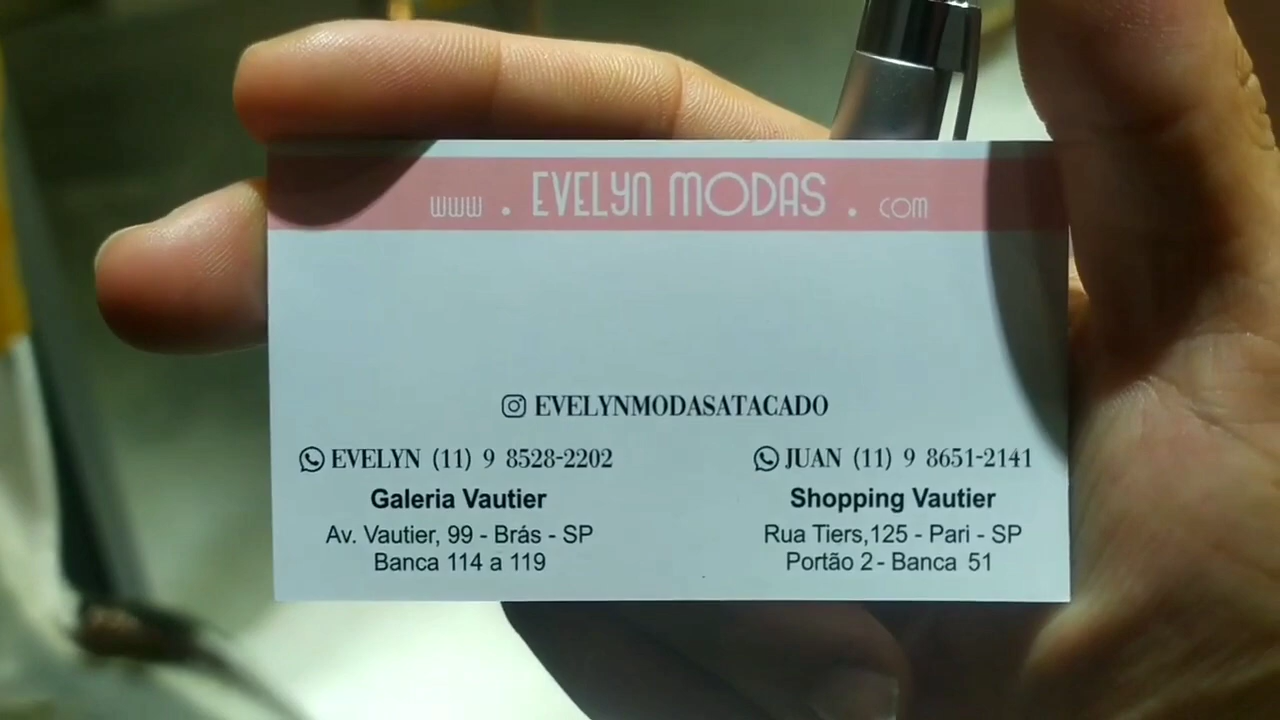 www . EVELYN MODAS . com
EVELYNMODASATACADO
EVELYN (11) 9 8528-2202
Galeria Vautier
Av. Vautier, 99 - Brás - SP
Banca 114 a 119
JUAN (11) 9 8651-2141
Shopping Vautier
Rua Tiers,125 - Pari - SP
Portão 2 - Banca 51